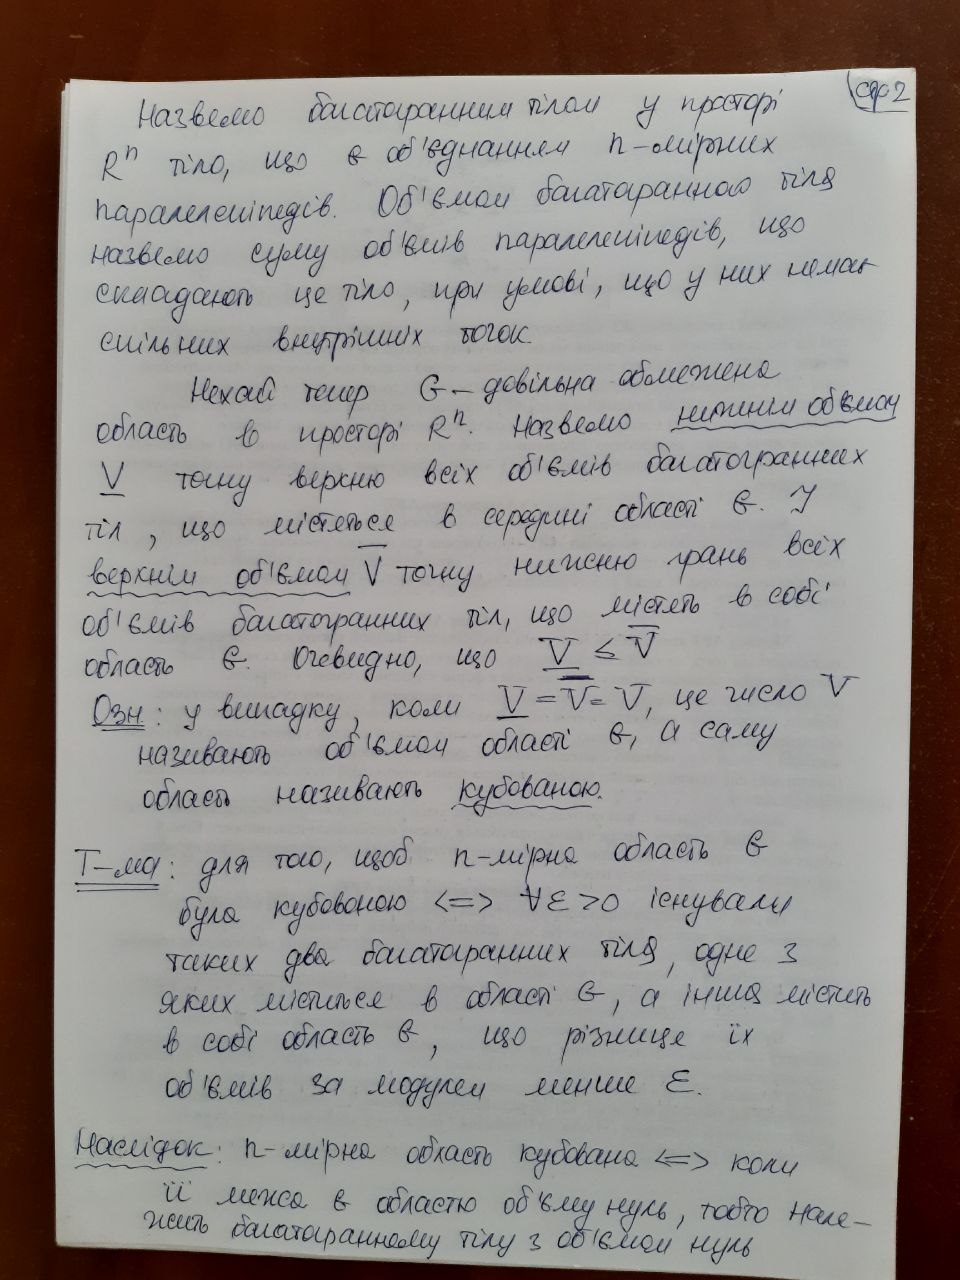 стр2
Назвемо багатогранним тілом у просторі
Rⁿ тіло, що є об'єднанням n-мірних
паралелепіпедів. Об'ємом багатогранного тіла
назвемо суму об'ємів паралелепіпедів, що
складають це тіло, при умові, що у них немає
спільних внутрішніх точок.
Нехай тепер G – довільна обмежена
область в просторі Rⁿ. Назвемо нижнім об'ємом
V̲ точну верхню всіх об'ємів багатогранних
тіл, що містяться в середині області G. І
верхнім об'ємом V̅ точну нижню грань всіх
об'ємів багатогранних тіл, що містять в собі
область G. Очевидно, що V̲ ≤ V̅
Озн: у випадку, коли V̲ = V̅ = V, це число V
називають об'ємом області G, а саму
область називають кубованою.
Т-ма: для того, щоб n-мірна область G
була кубованою <=> ∀ε>0 існували
таких два багатогранних тіла, одне з
яких міститься в області G, а інша містить
в собі область G, що різниця їх
об'ємів за модулем менше ε.
Наслідок: n-мірна область кубована <=> коли
її межа є областю об'єму нуль, тобто нале-
жить багатогранному тілу з об'ємом нуль